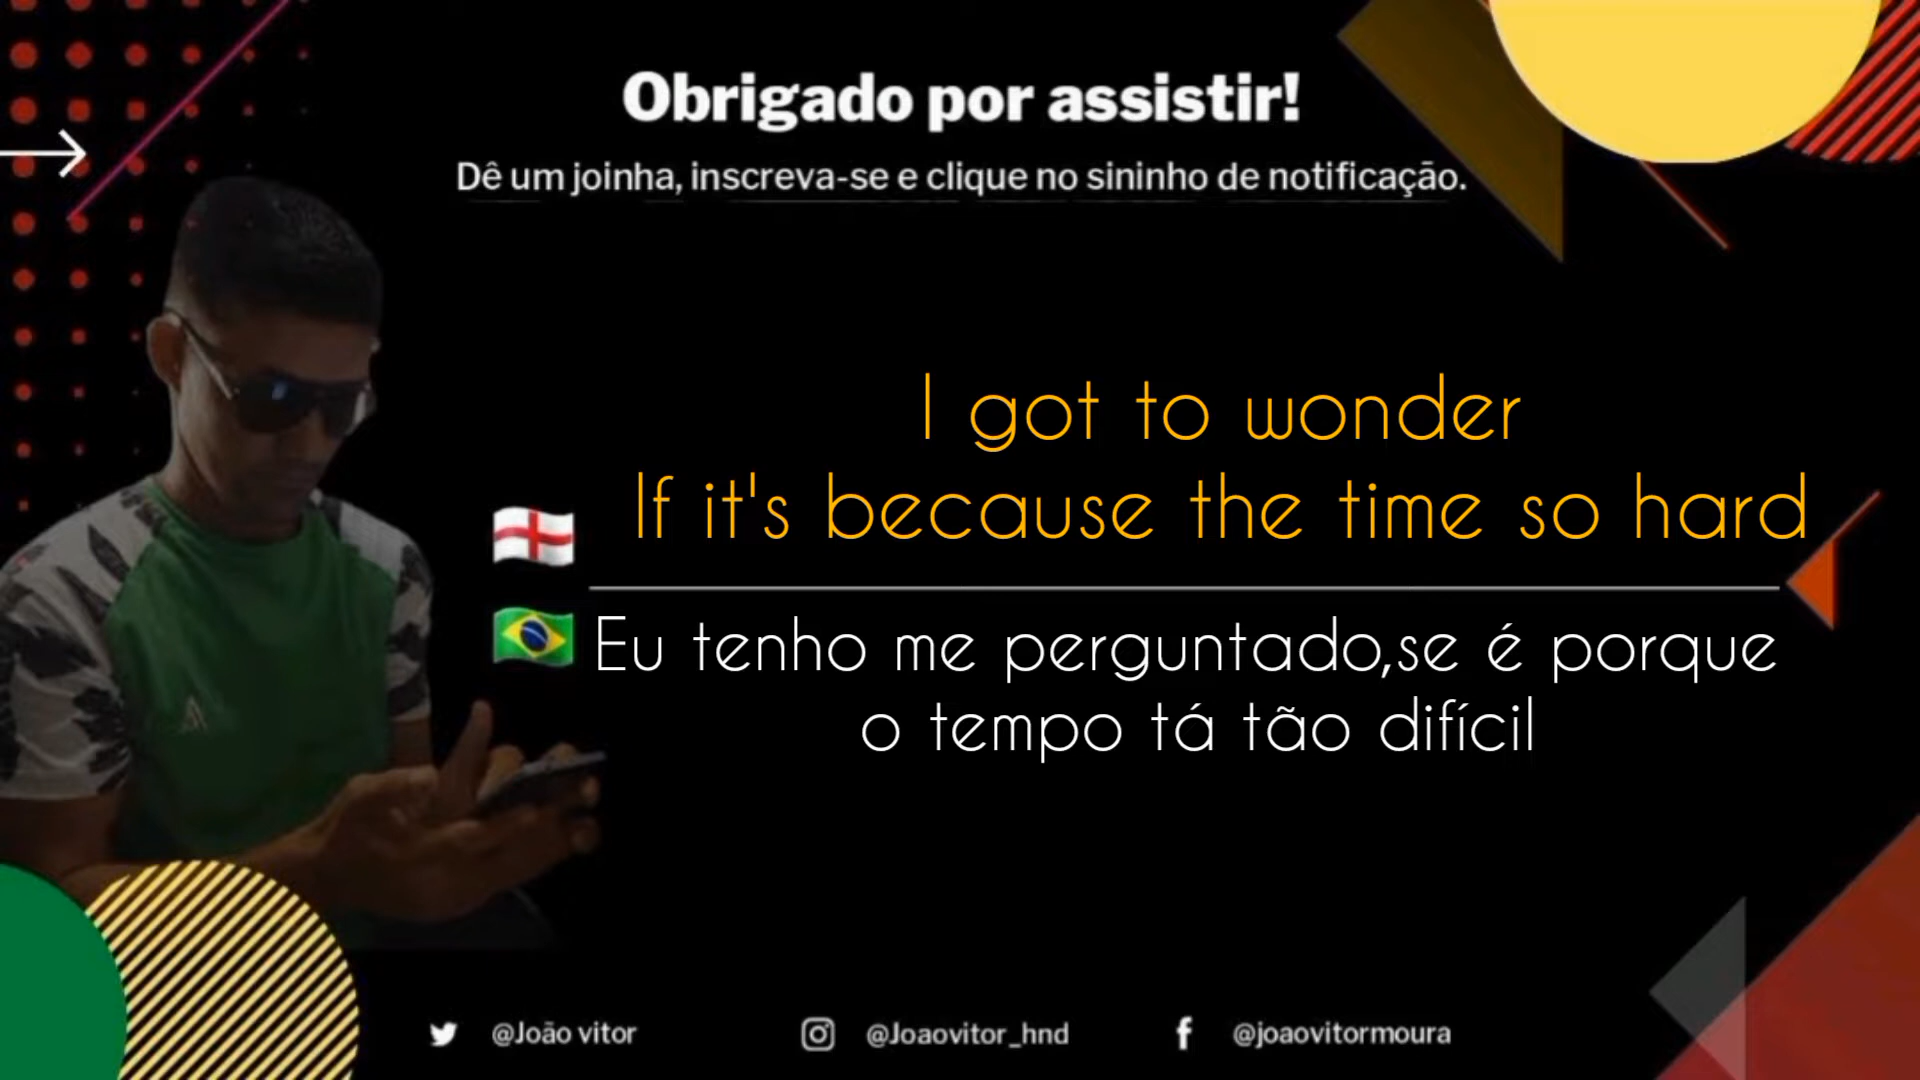 Obrigado por assistir!
Dê um joinha, inscreva-se e clique no sininho de notificação.
I got to wonder
If it's because the time so hard
Eu tenho me perguntado,se é porque
o tempo tá tão difícil
@João vitor
@Joaovitor_hnd
@joaovitormoura